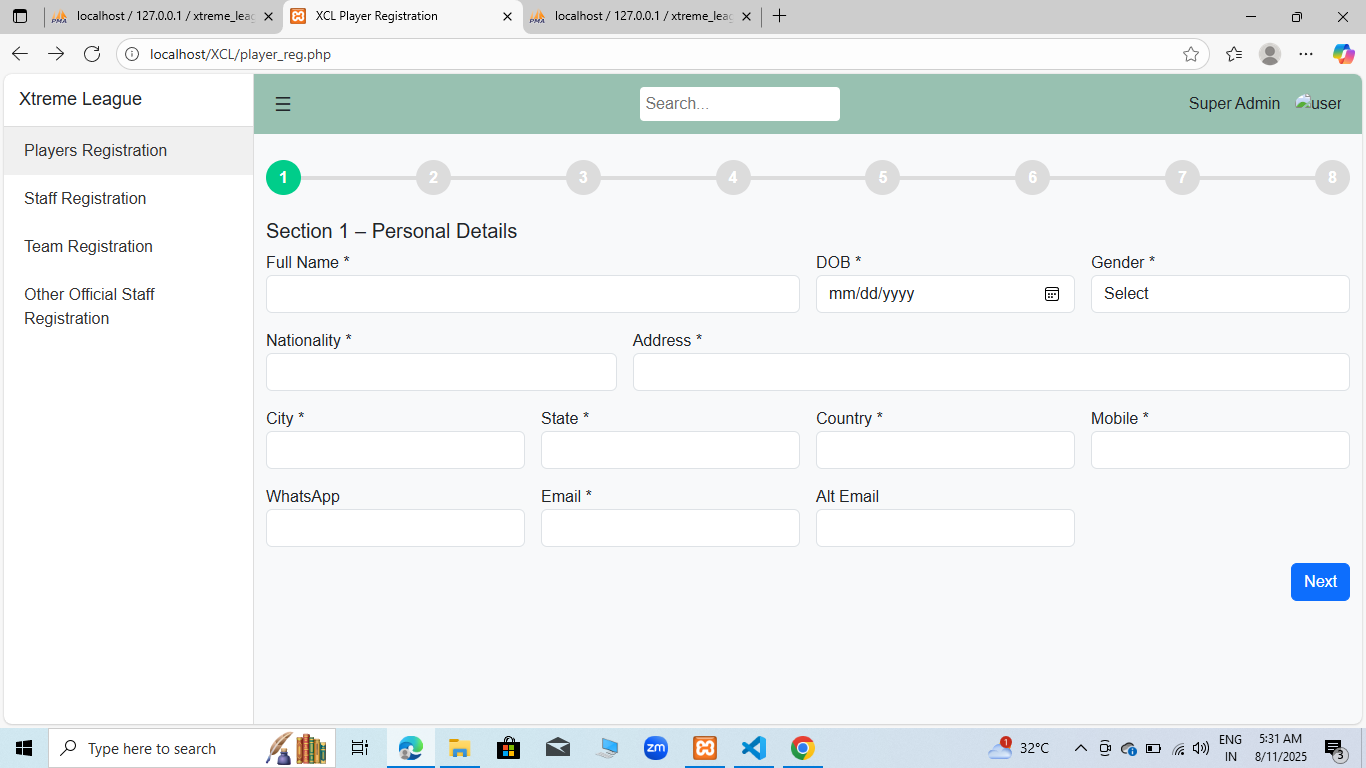 localhost / 127.0.0.1 / xtreme_leag
XCL Player Registration
localhost / 127.0.0.1 / xtreme_leag
localhost/XCL/player_reg.php
Xtreme League
☰
Search...
Super Admin
user
Players Registration
Staff Registration
Team Registration
Other Official Staff
Registration
1 2 3 4 5 6 7 8
Section 1 – Personal Details
Full Name * DOB * Gender *
mm/dd/yyyy Select
Nationality * Address *
City * State * Country * Mobile *
WhatsApp Email * Alt Email
Next
Type here to search
zm
1
32°C
ENG
IN
5:31 AM
8/11/2025
3